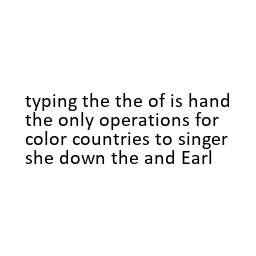 typing the the of is hand
the only operations for
color countries to singer
she down the and Earl